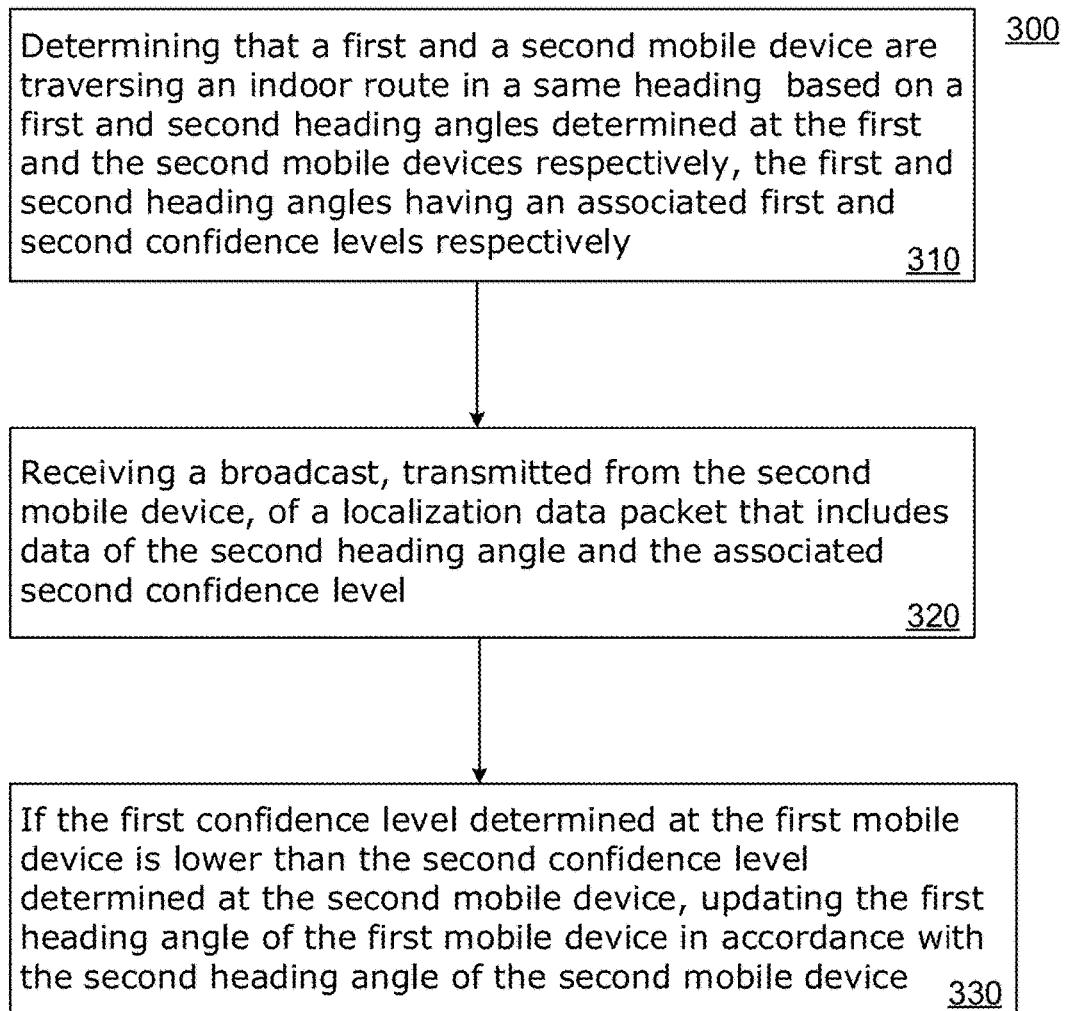 300
Determining that a first and a second mobile device are
traversing an indoor route in a same heading  based on a
first and second heading angles determined at the first
and the second mobile devices respectively, the first and
second heading angles having an associated first and
second confidence levels respectively
310
Receiving a broadcast, transmitted from the second
mobile device, of a localization data packet that includes
data of the second heading angle and the associated
second confidence level
320
If the first confidence level determined at the first mobile
device is lower than the second confidence level
determined at the second mobile device, updating the first
heading angle of the first mobile device in accordance with
the second heading angle of the second mobile device
330